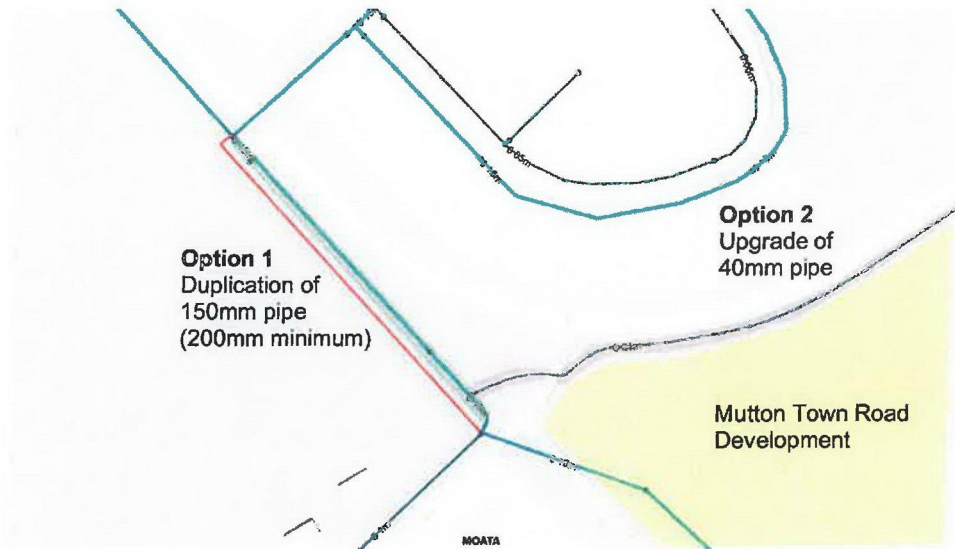 Option 1
Duplication of
150mm pipe
(200mm minimum)
Option 2
Upgrade of
40mm pipe
Mutton Town Road
Development
MOATA